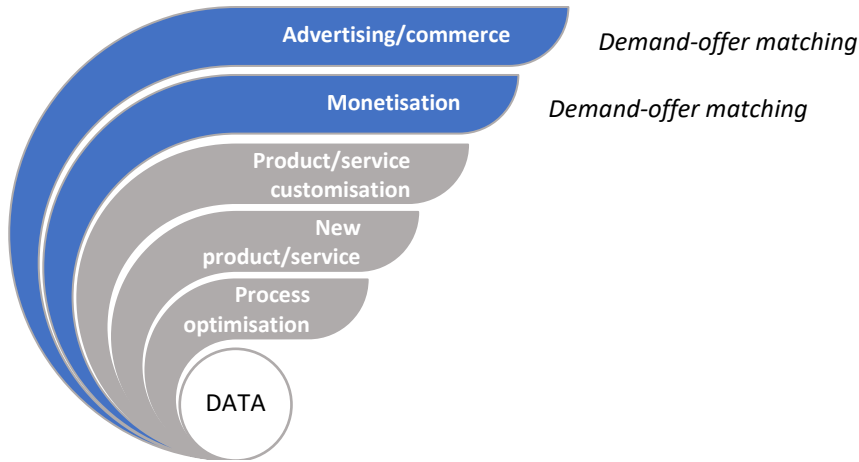 Advertising/commerce
Demand-offer matching
Monetisation
Demand-offer matching
Product/service
customisation
New
product/service
Process
optimisation
DATA